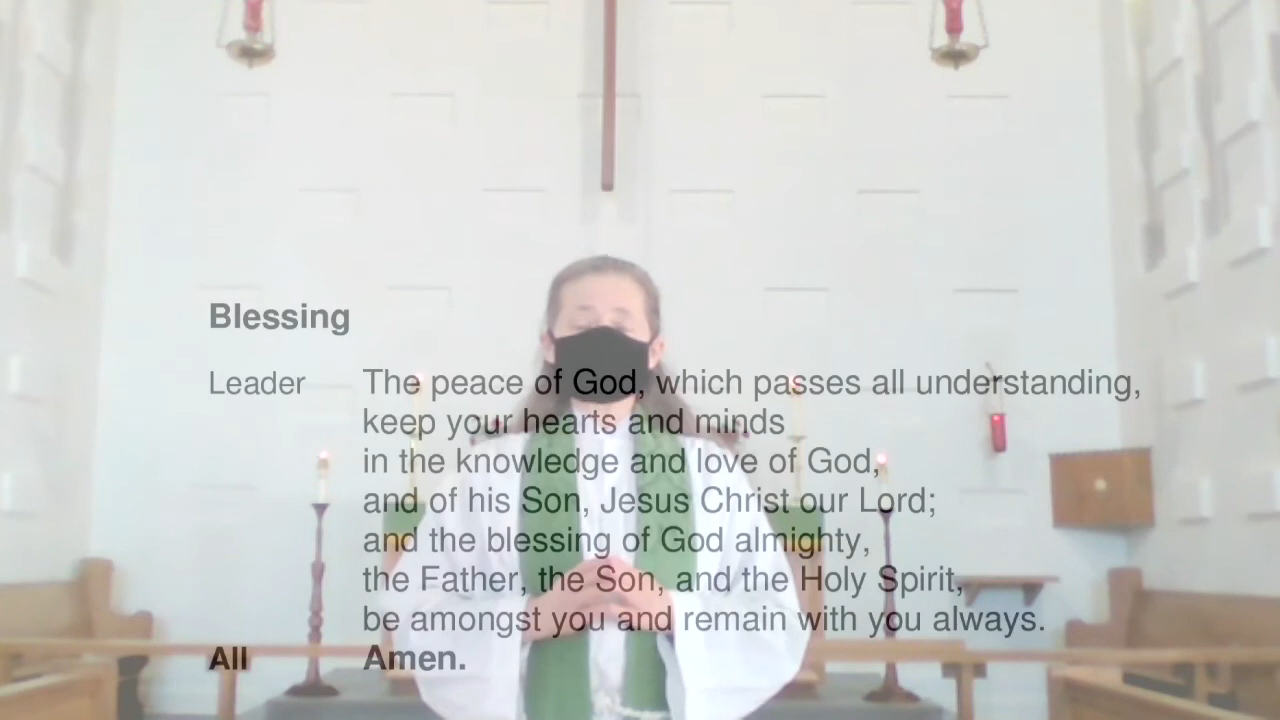 Blessing
Leader The peace of God, which passes all understanding,
keep your hearts and minds
in the knowledge and love of God,
and of his Son, Jesus Christ our Lord;
and the blessing of God almighty,
the Father, the Son, and the Holy Spirit,
be amongst you and remain with you always.
All Amen.